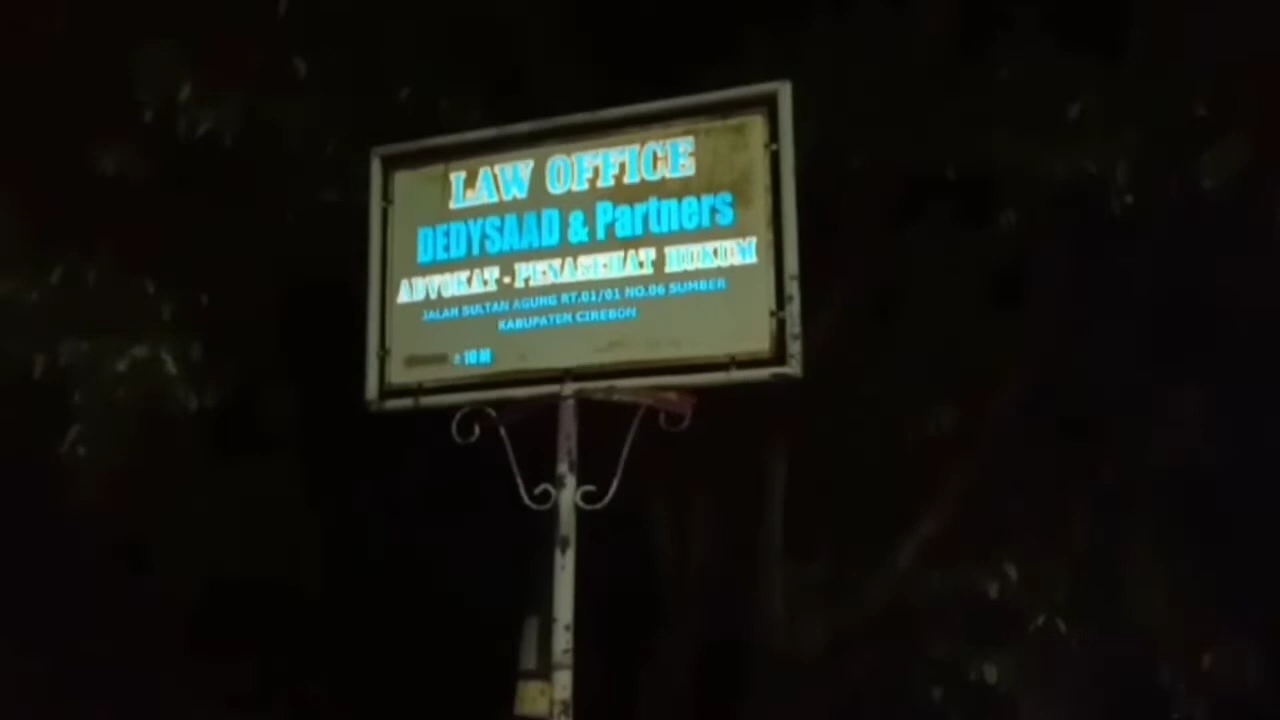 LAW OFFICE
DEDYSAAD & Partners
ADVOKAT - PENASEHAT HUKUM
JALAN SULTAN AGUNG RT.01/01 NO.06 SUMBER
KABUPATEN CIREBON
± 10 M